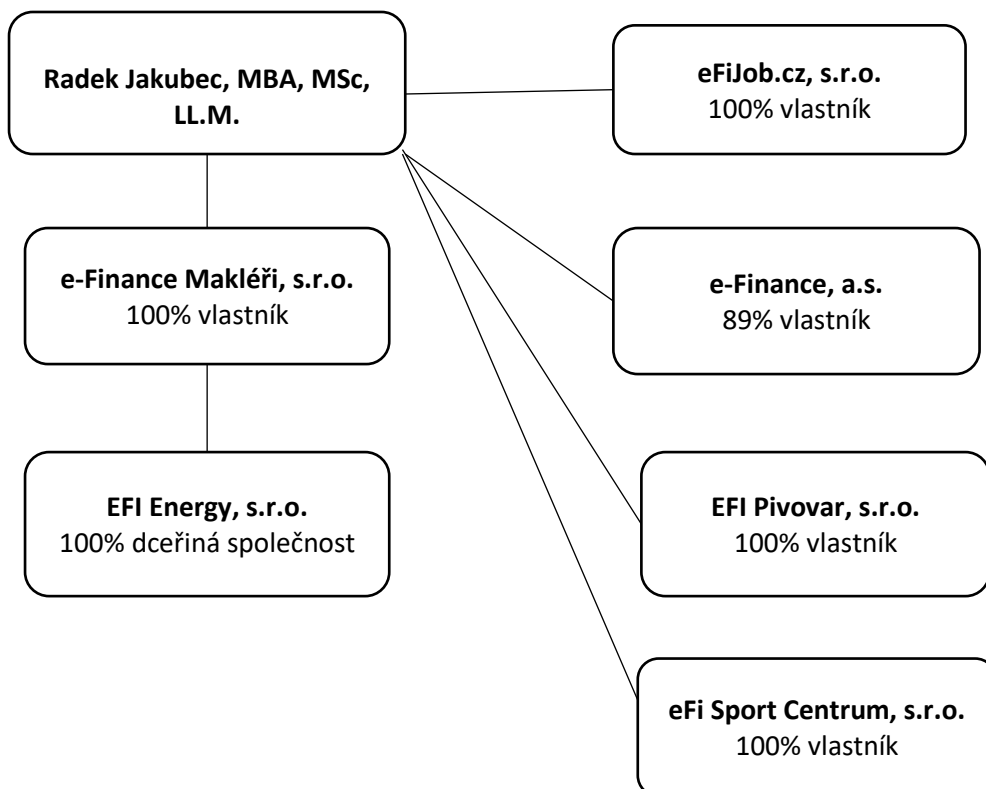 Radek Jakubec, MBA, MSc,
LL.M.
eFiJob.cz, s.r.o.
100% vlastník
e-Finance Makléři, s.r.o.
100% vlastník
e-Finance, a.s.
89% vlastník
EFI Energy, s.r.o.
100% dceřiná společnost
EFI Pivovar, s.r.o.
100% vlastník
eFi Sport Centrum, s.r.o.
100% vlastník